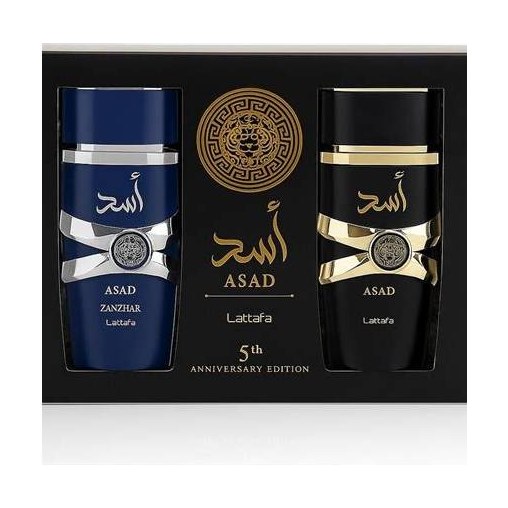 أسد
ASAD
ZANZHAR
Lattafa
أسد
ASAD
Lattafa
5th
ANNIVERSARY EDITION
أسد
ASAD
Lattafa